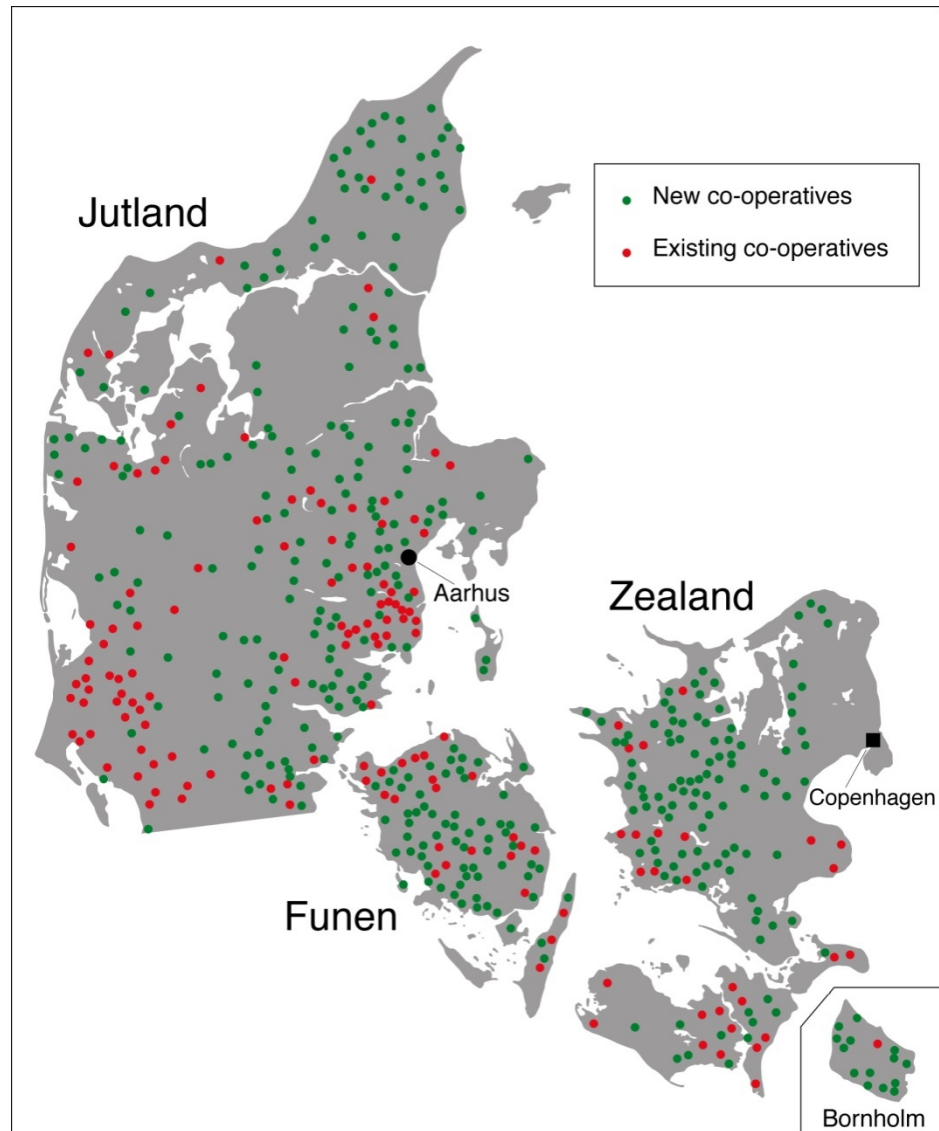 Jutland
New co-operatives
Existing co-operatives
Aarhus
Zealand
Copenhagen
Funen
Bornholm